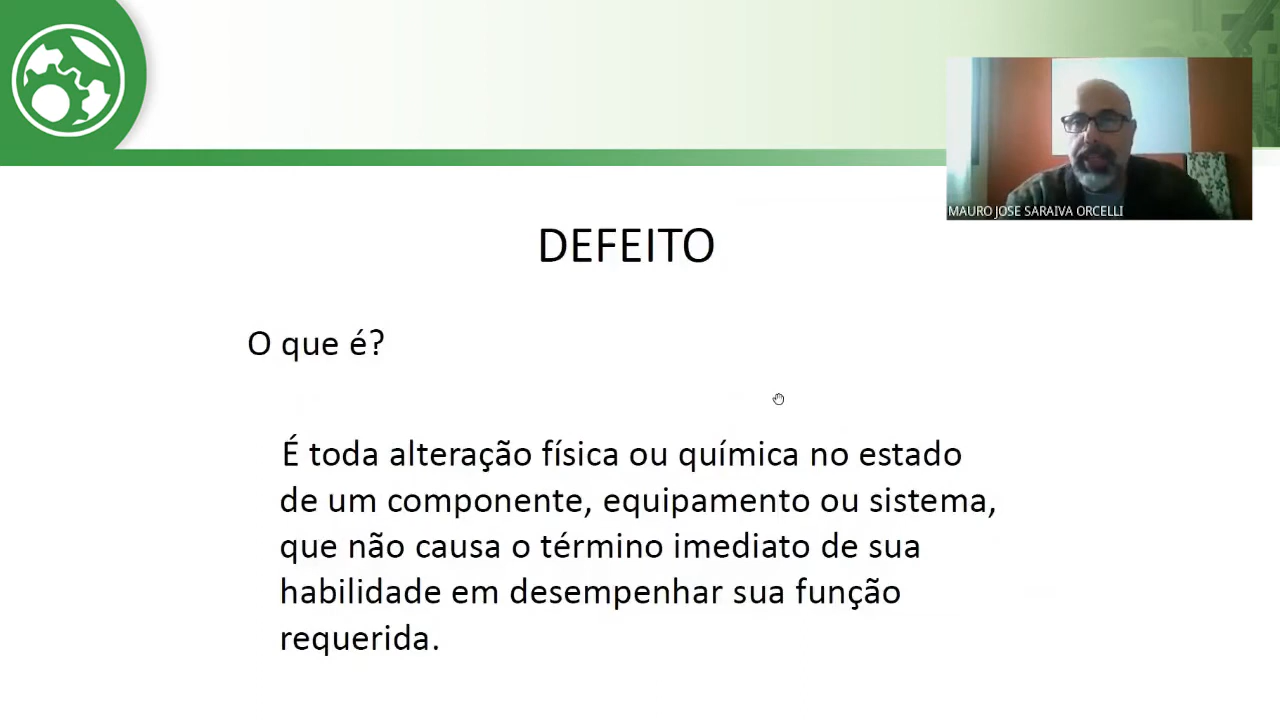 MAURO JOSE SARAIVA ORCELLI
DEFEITO
O que é?
É toda alteração física ou química no estado
de um componente, equipamento ou sistema,
que não causa o término imediato de sua
habilidade em desempenhar sua função
requerida.